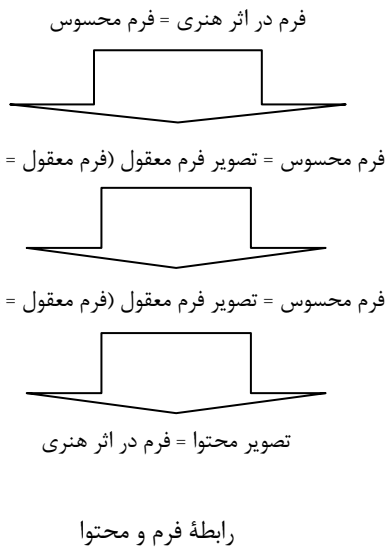 فرم در اثر هنری = فرم محسوس
فرم محسوس = تصویر فرم معقول (فرم معقول =
فرم محسوس = تصویر فرم معقول (فرم معقول =
تصویر محتوا = فرم در اثر هنری
رابطهٔ فرم و محتوا